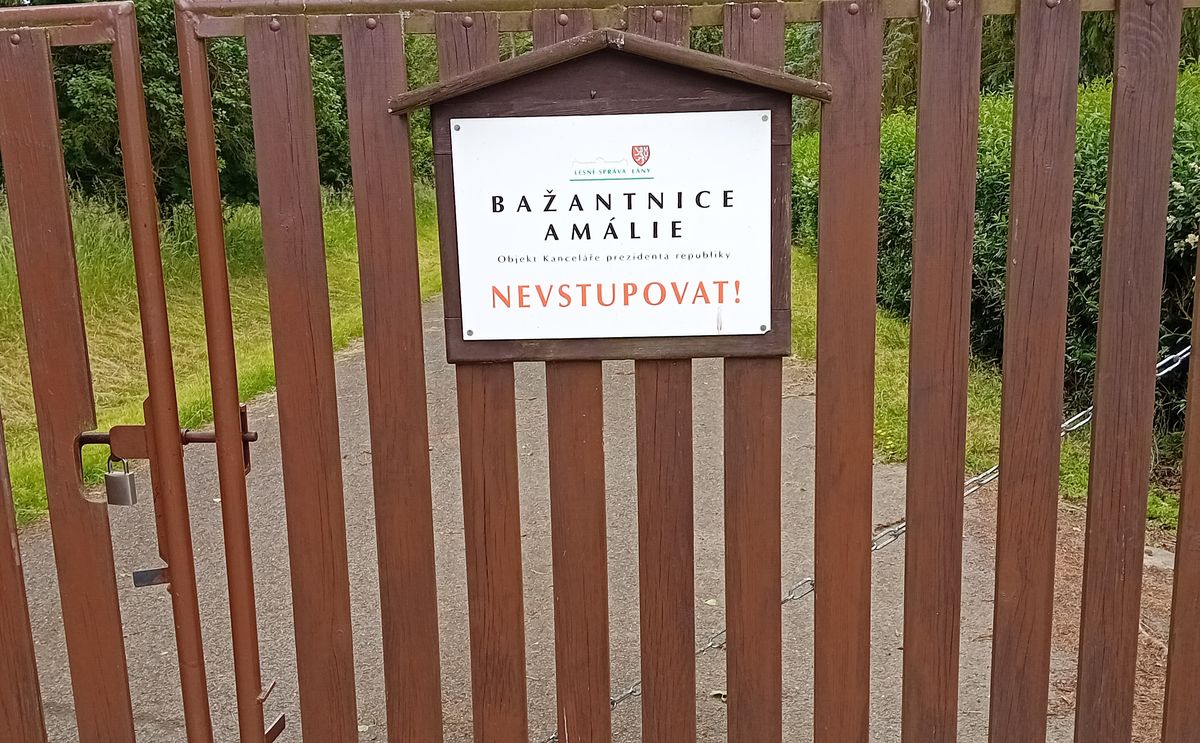 LESNÍ SPRÁVA LÁNY
BAŽANTNICE
AMÁLIE
Objekt Kanceláře prezidenta republiky
NEVSTUPOVAT!